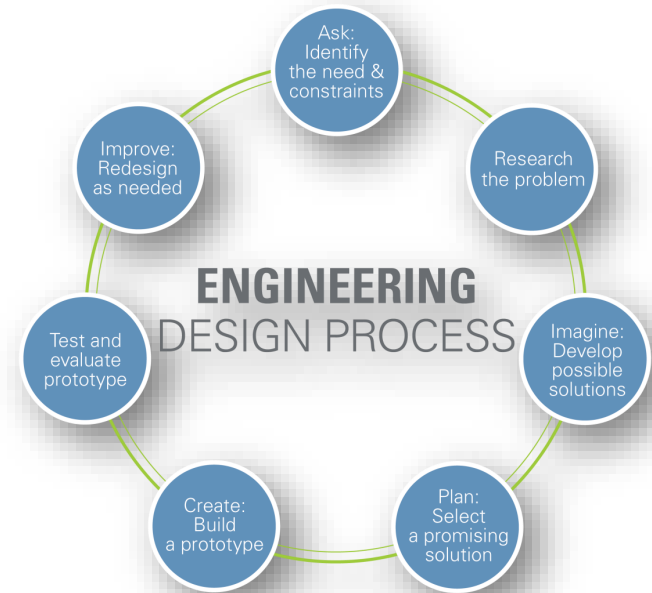 Ask:
Identify
the need &
constraints
Research
the problem
Imagine:
Develop
possible
solutions
Plan:
Select
a promising
solution
Create:
Build
a prototype
Test and
evaluate
prototype
Improve:
Redesign
as needed
ENGINEERING
DESIGN PROCESS